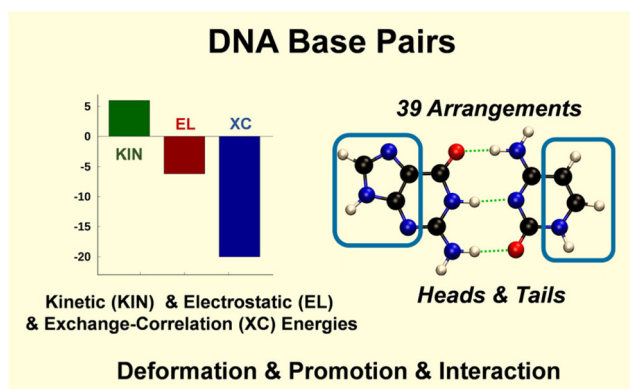 DNA Base Pairs
5
0
-5
-10
-15
-20
KIN
EL
XC
39 Arrangements
Heads & Tails
Kinetic (KIN) & Electrostatic (EL)
& Exchange-Correlation (XC) Energies
Deformation & Promotion & Interaction